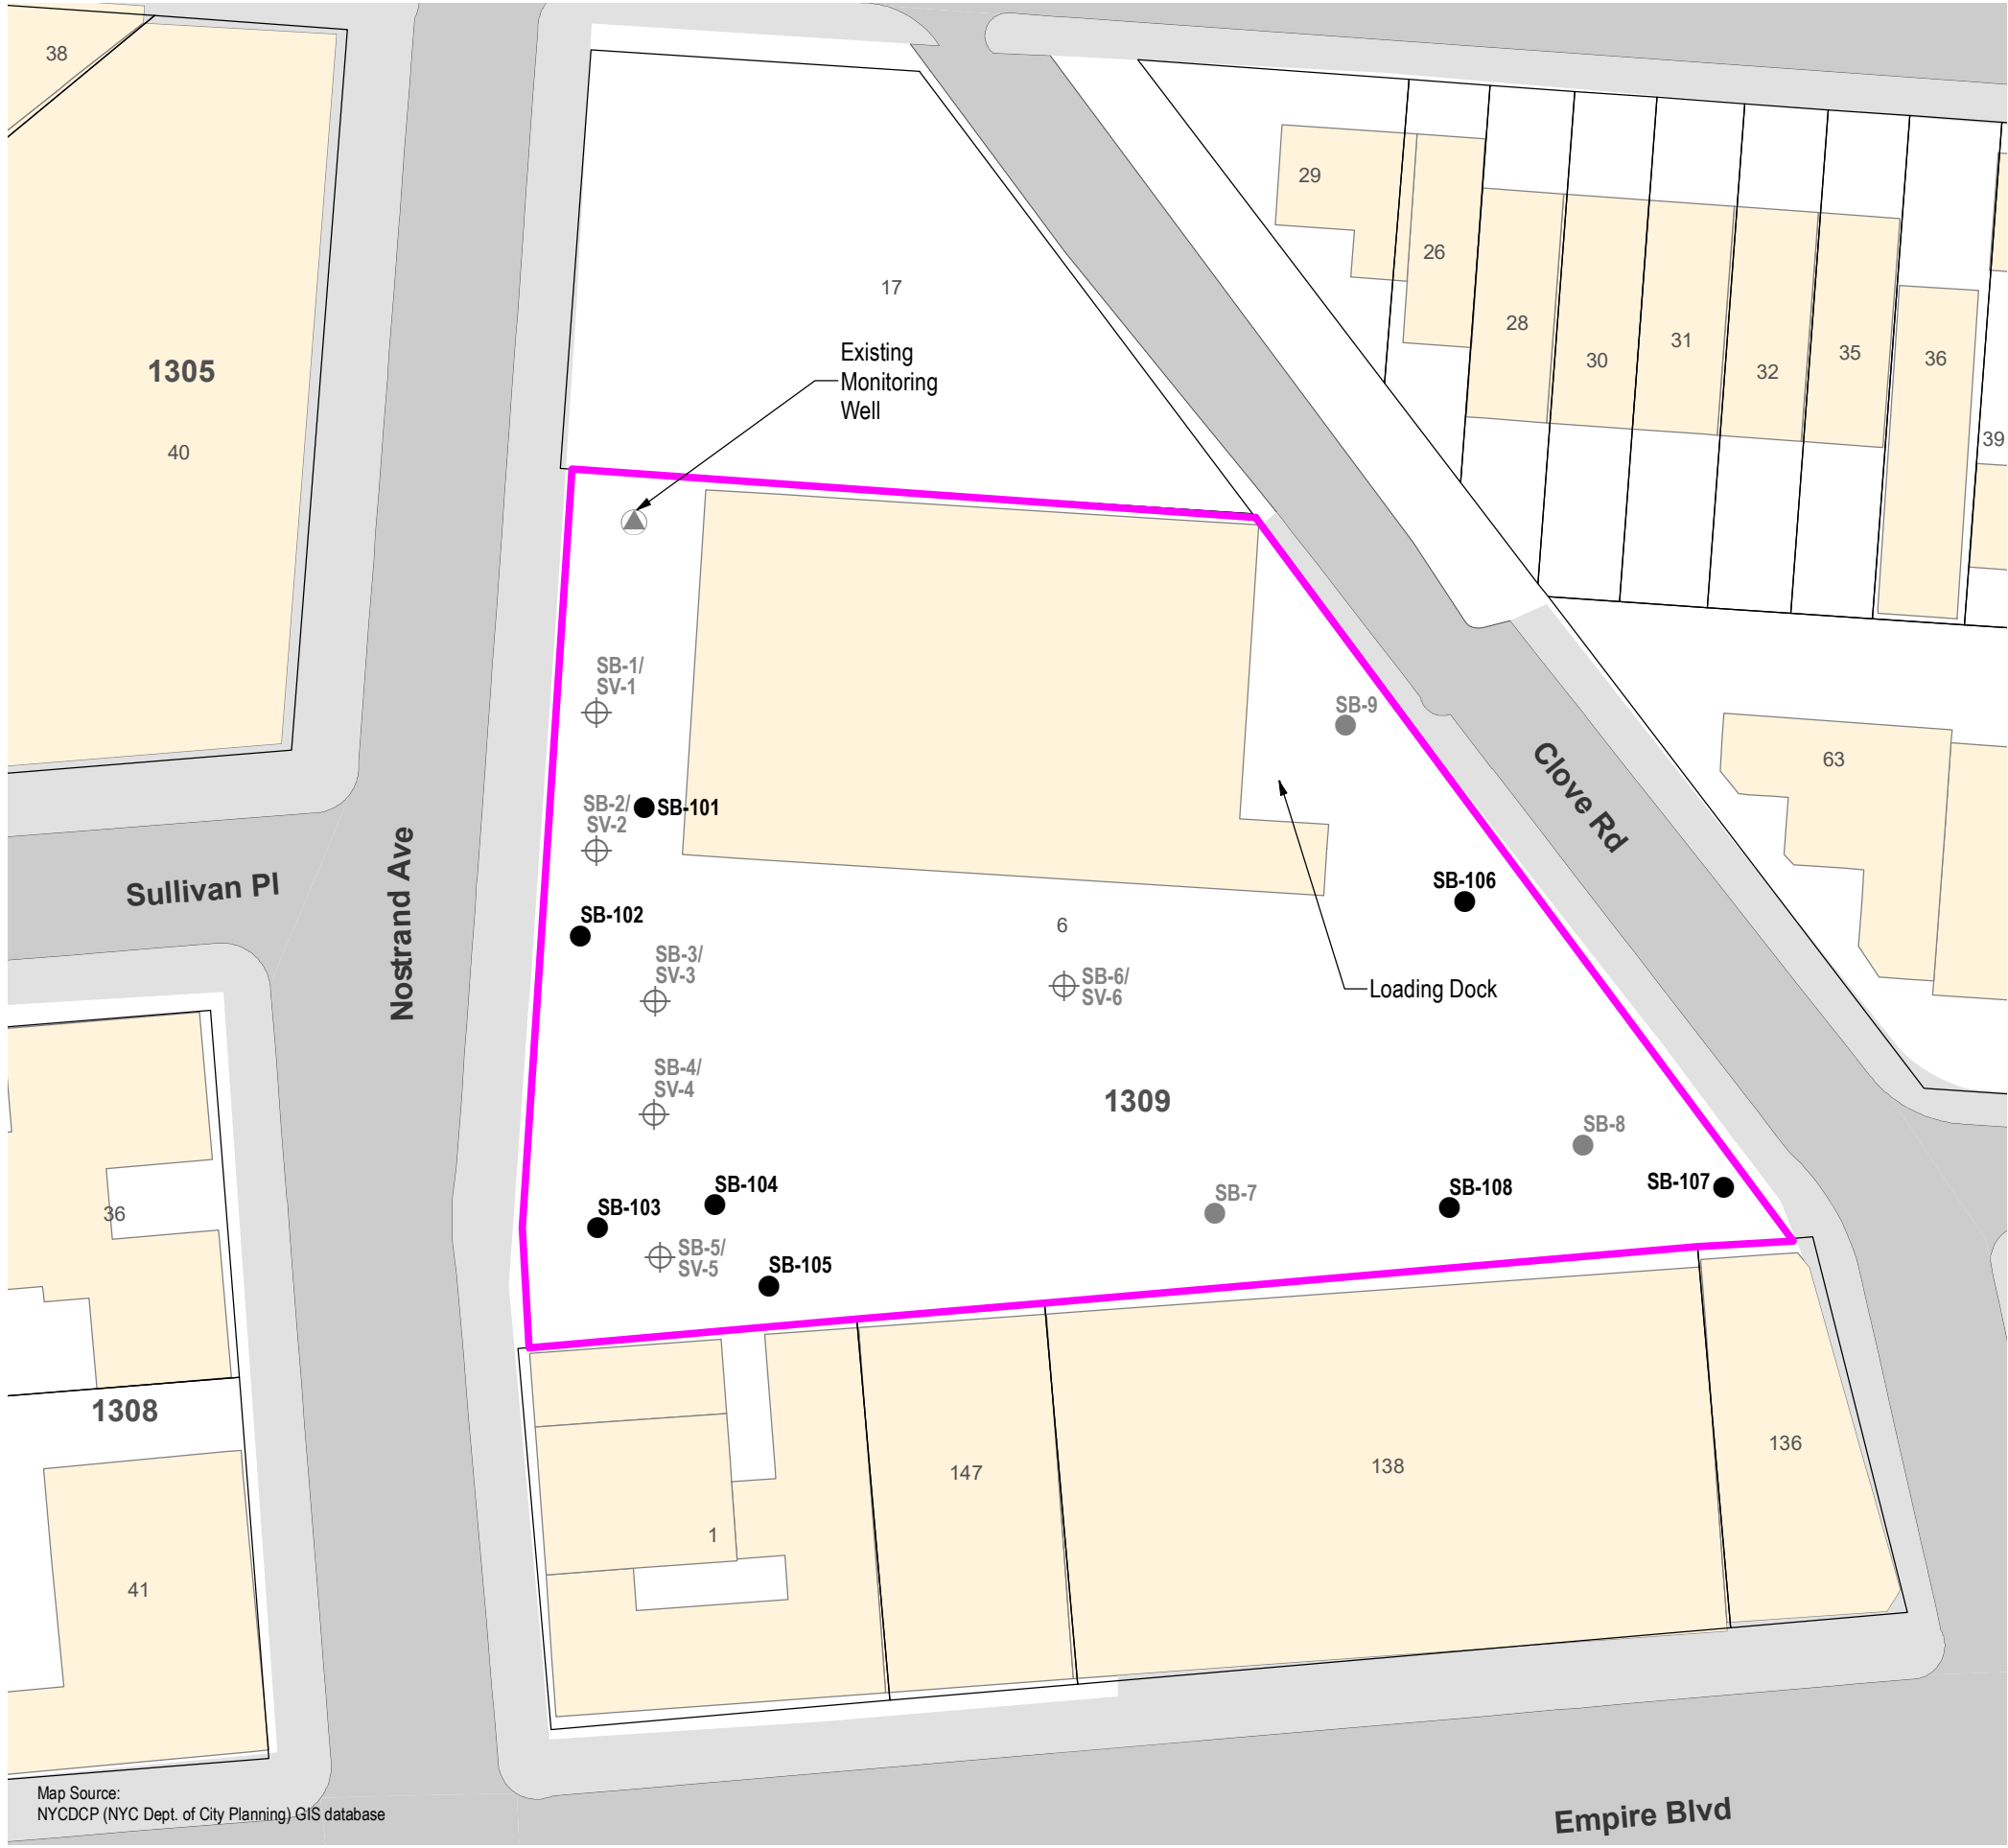 38
17
29
26
28
30
31
32
35
36
39
1305
40
Existing
Monitoring
Well
SB-1/
SV-1
SB-9
63
Clove Rd
SB-2/
SV-2
SB-101
Sullivan Pl
Nostrand Ave
SB-102
SB-106
6
SB-3/
SV-3
SB-6/
SV-6
Loading Dock
SB-4/
SV-4
1309
SB-8
SB-104
SB-103
SB-7
SB-108
SB-107
36
SB-5/
SV-5
SB-105
1308
147
138
136
1
41
Map Source:
NYCDCP (NYC Dept. of City Planning) GIS database
Empire Blvd